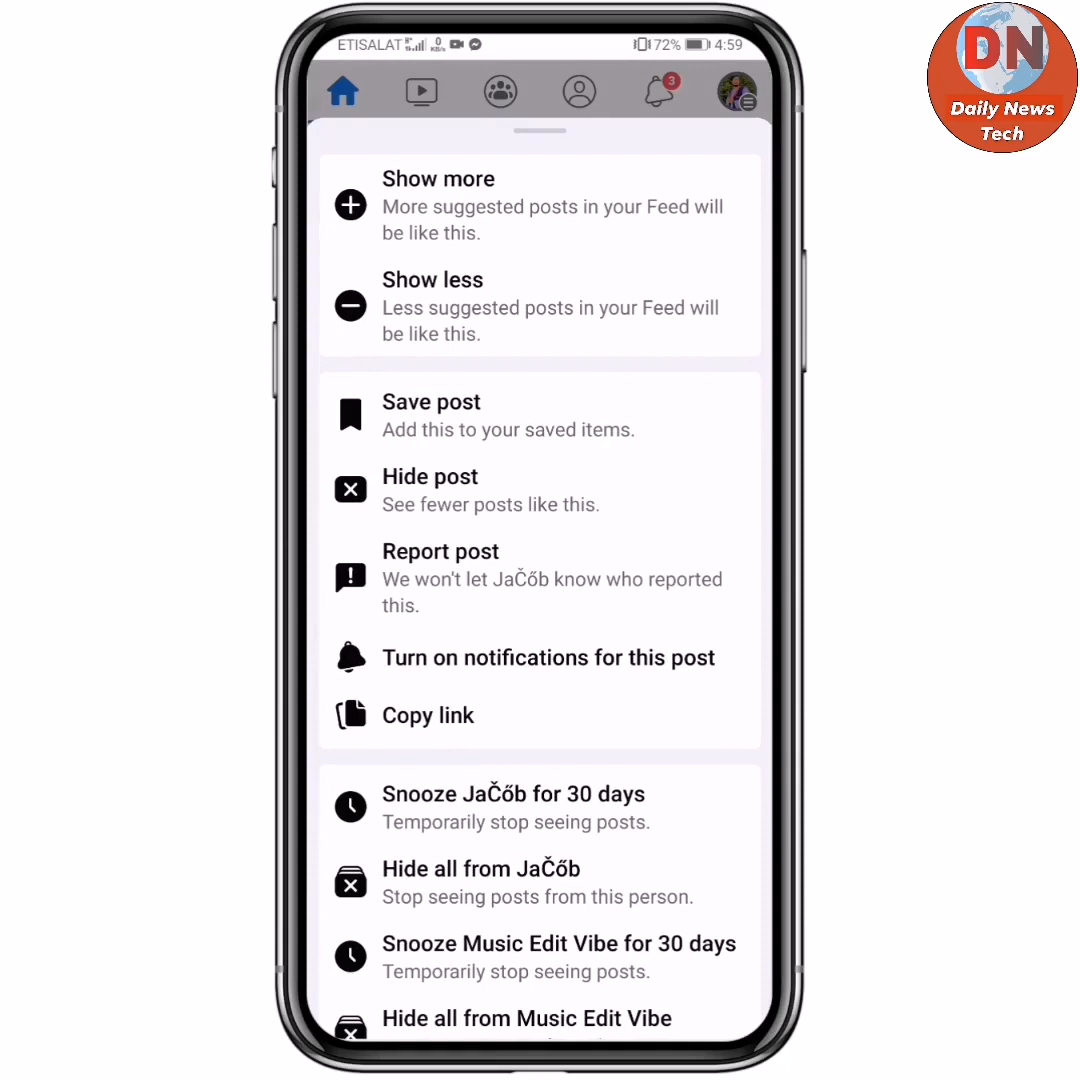 ETISALAT 0 KB/s 72% 4:59
3
DN
Daily News
Tech
Show more
More suggested posts in your Feed will
be like this.
Show less
Less suggested posts in your Feed will
be like this.
Save post
Add this to your saved items.
Hide post
See fewer posts like this.
Report post
We won't let JaČőb know who reported
this.
Turn on notifications for this post
Copy link
Snooze JaČőb for 30 days
Temporarily stop seeing posts.
Hide all from JaČőb
Stop seeing posts from this person.
Snooze Music Edit Vibe for 30 days
Temporarily stop seeing posts.
Hide all from Music Edit Vibe